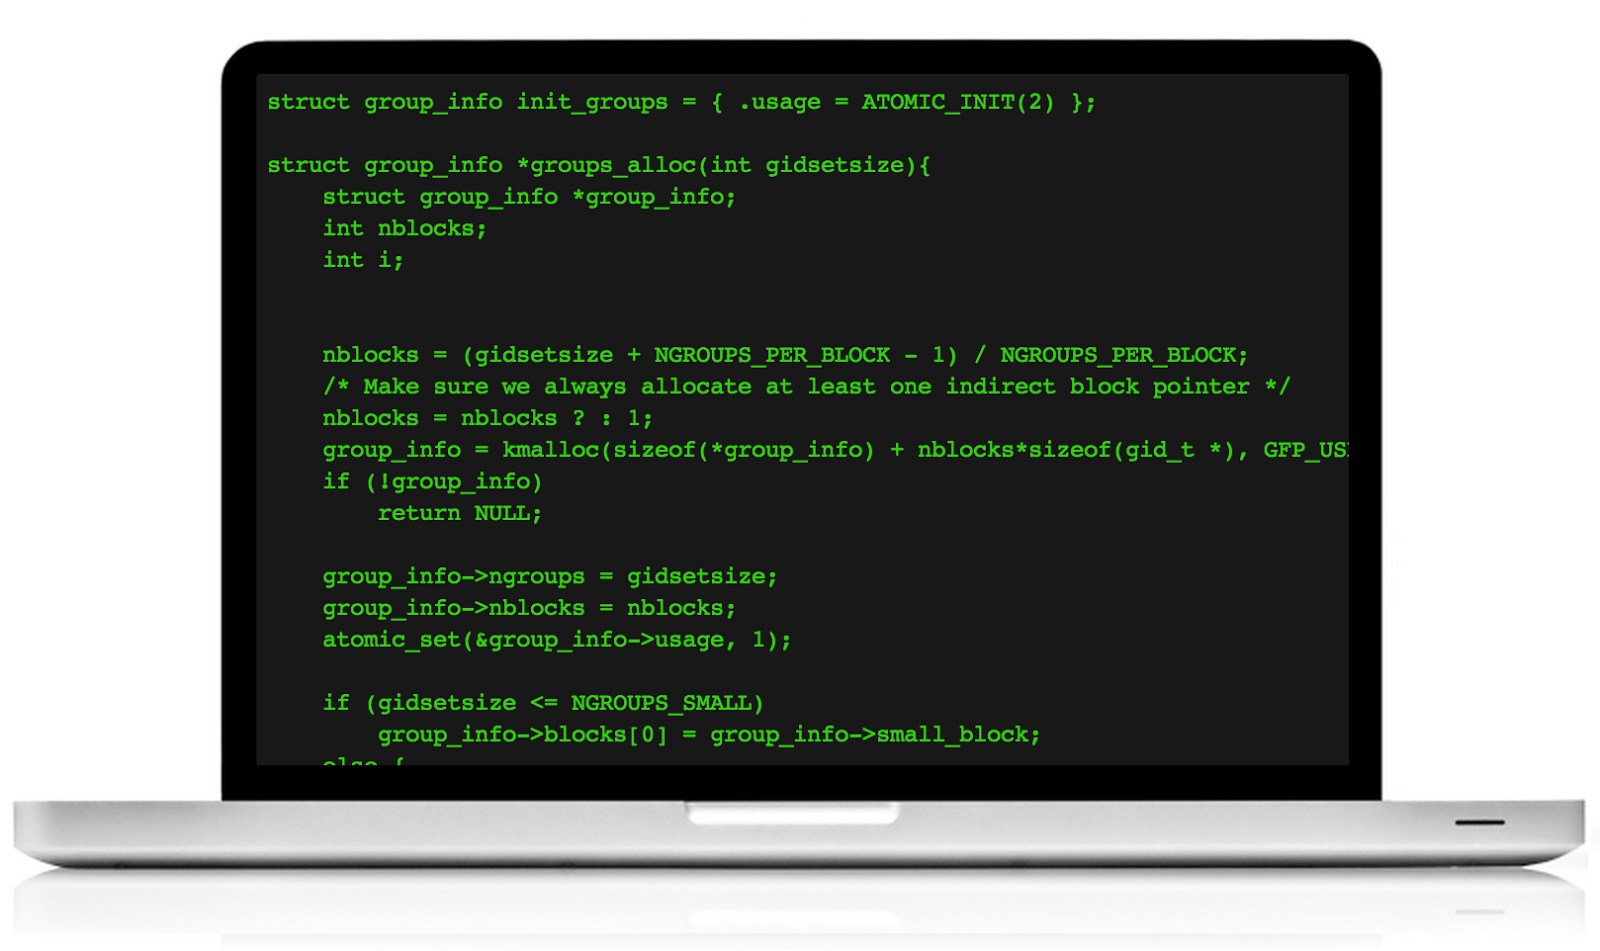 struct group_info init_groups = { .usage = ATOMIC_INIT(2) };
struct group_info *groups_alloc(int gidsetsize){
struct group_info *group_info;
int nblocks;
int i;
nblocks = (gidsetsize + NGROUPS_PER_BLOCK - 1) / NGROUPS_PER_BLOCK;
/* Make sure we always allocate at least one indirect block pointer */
nblocks = nblocks ? : 1;
group_info = kmalloc(sizeof(*group_info) + nblocks*sizeof(gid_t *),
if (!group_info)
return NULL;
group_info->ngroups = gidsetsize;
group_info->nblocks = nblocks;
atomic_set(&group_info->usage, 1);
if (gidsetsize <= NGROUPS_SMALL)
group_info->blocks[0] = group_info->small_block;
else {